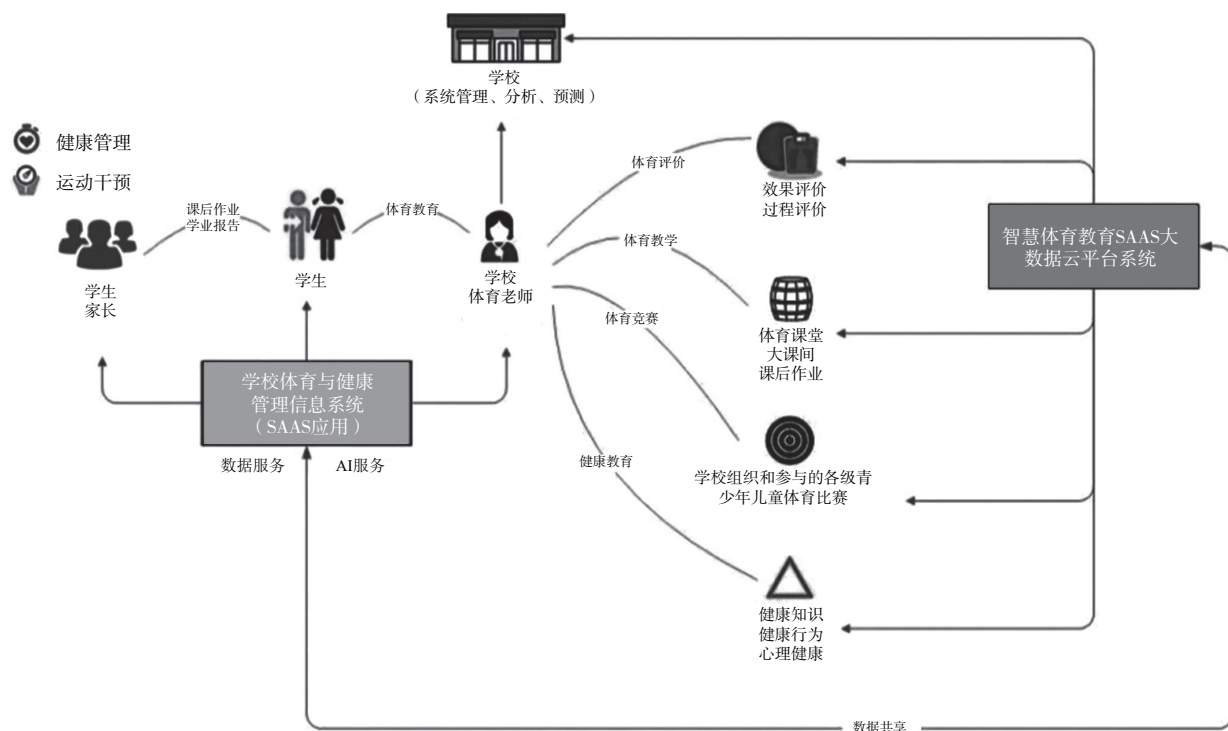 学校
（系统管理、分析、预测）
健康管理
运动干预
体育评价
效果评价
过程评价
课后作业
学业报告
体育教育
体育教学
智慧体育教育SAAS大
数据云平台系统
学生
家长
学生
学校
体育老师
体育竞赛
体育课堂
大课间
课后作业
学校体育与健康
管理信息系统
（SAAS应用）
数据服务
AI服务
健康教育
学校组织和参与的各级青
少年儿童体育比赛
健康知识
健康行为
心理健康
数据共享